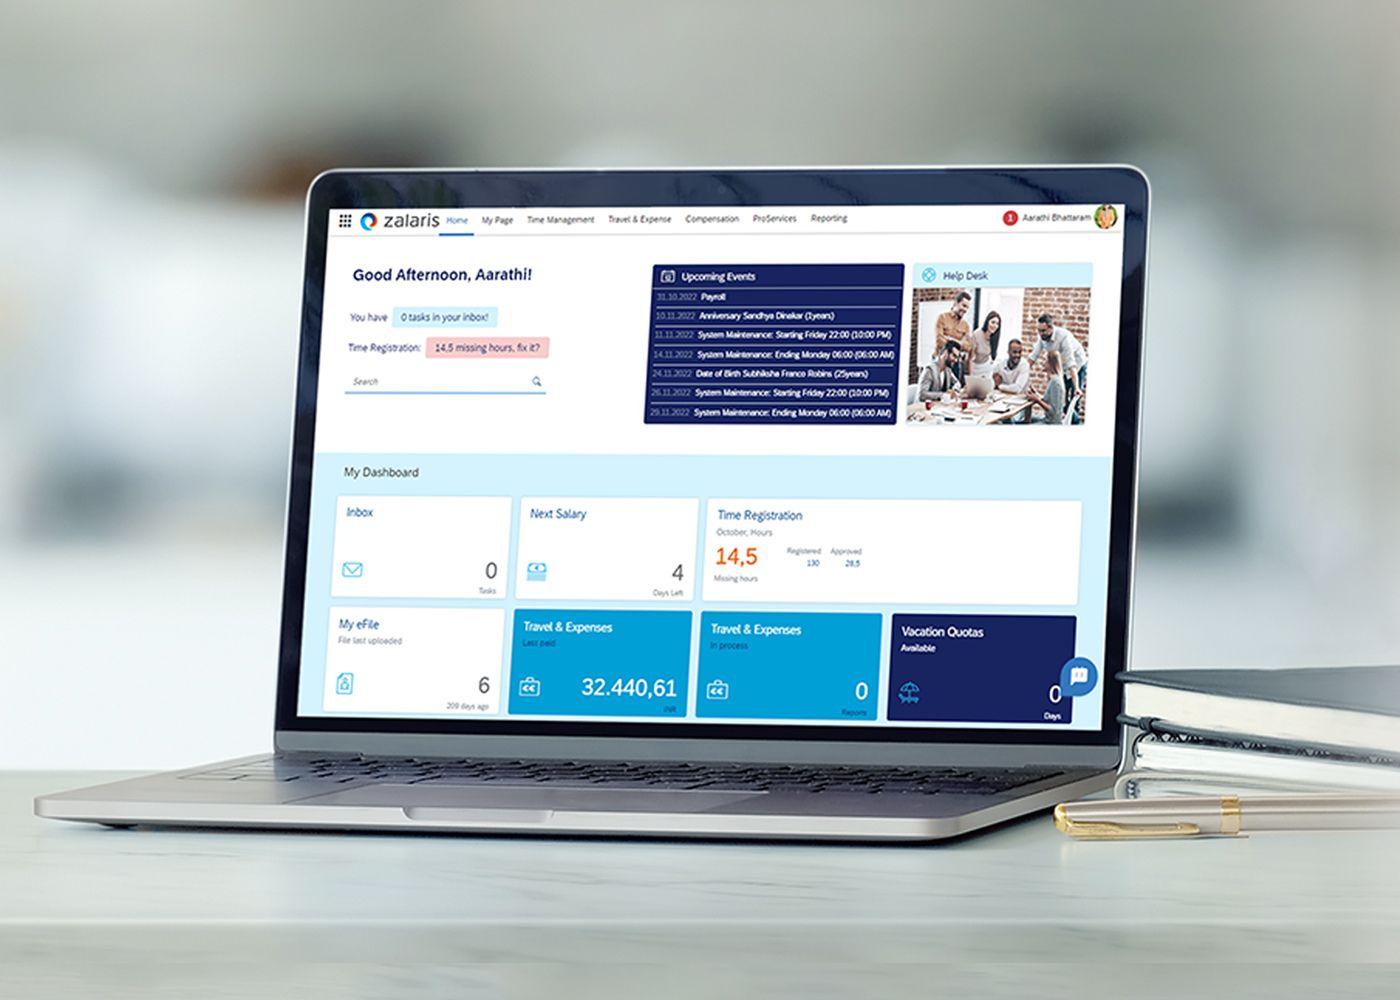 zalaris Home My Page Time Management Travel & Expense Compensation ProServices Reporting 1 Aarathi Bhattaram
Good Afternoon, Aarathi!
You have 0 tasks in your inbox!
Time Registration: 14,5 missing hours, fix it?
Search
Upcoming Events
31.10.2022 Payroll
10.11.2022 Anniversary Sandhya Dinakar (1years)
11.11.2022 System Maintenance: Starting Friday 22:00 (10:00 PM)
14.11.2022 System Maintenance: Ending Monday 06:00 (06:00 AM)
24.11.2022 Date of Birth Subhiksha Franco Robins (25years)
26.11.2022 System Maintenance: Starting Friday 22:00 (10:00 PM)
29.11.2022 System Maintenance: Ending Monday 06:00 (06:00 AM)
Help Desk
My Dashboard
Inbox
0
Tasks
Next Salary
4
Days Left
Time Registration
October, Hours
14,5
Missing hours
Registered Approved
130 28,5
My eFile
File last uploaded
6
209 days ago
Travel & Expenses
Last paid
32.440,61
INR
Travel & Expenses
In process
0
Reports
Vacation Quotas
Available
0
Days